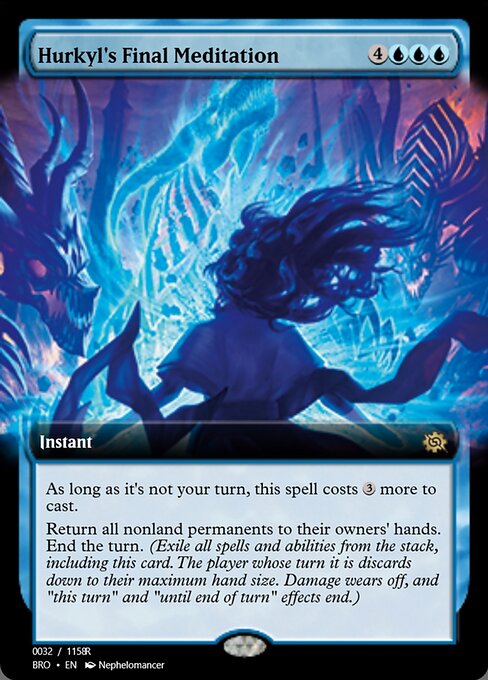 Hurkyl's Final Meditation 4
Instant
As long as it's not your turn, this spell costs 3 more to
cast.
Return all nonland permanents to their owners' hands.
End the turn. (Exile all spells and abilities from the stack,
including this card. The player whose turn it is discards
down to their maximum hand size. Damage wears off, and
"this turn" and "until end of turn" effects end.)
0032 / 1158R
BRO • EN Nephelomancer